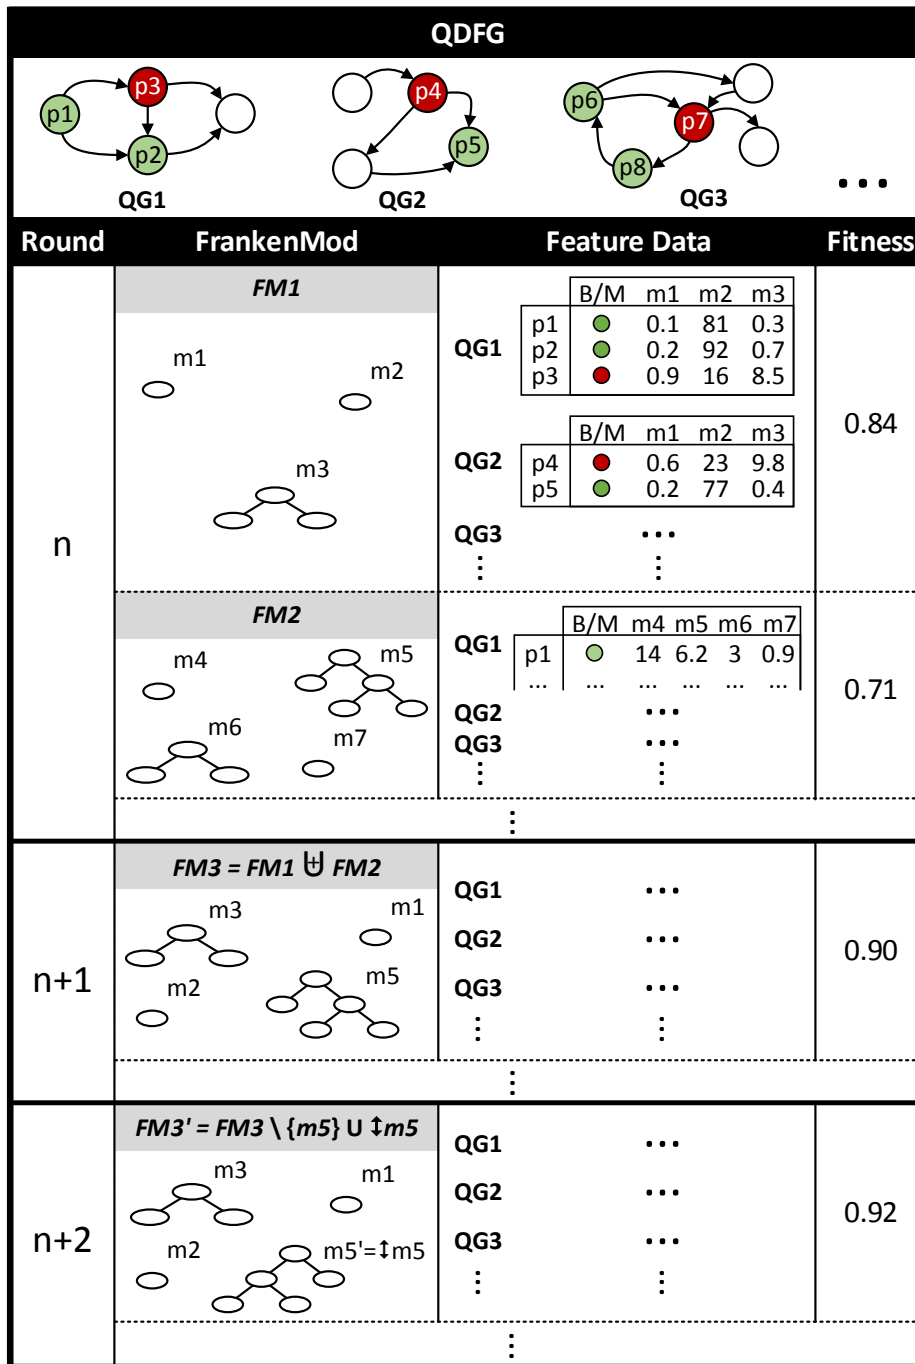 QDFG
p1 p3 p2
QG1
p4 p5
QG2
p6 p7 p8
QG3
...
Round FrankenMod Feature Data Fitness
n
FM1
m1
m2
m3
QG1
B/M m1 m2 m3
p1 0.1 81 0.3
p2 0.2 92 0.7
p3 0.9 16 8.5
QG2
B/M m1 m2 m3
p4 0.6 23 9.8
p5 0.2 77 0.4
QG3 ...
⋮ ⋮
0.84
FM2
m4
m5
m6
m7
QG1
B/M m4 m5 m6 m7
p1 14 6.2 3 0.9
... ... ... ... ... ...
QG2 ...
QG3 ...
⋮ ⋮
0.71
⋮
n+1
FM3 = FM1 ⊎ FM2
m3
m1
m2
m5
QG1 ...
QG2 ...
QG3 ...
⋮ ⋮
0.90
⋮
n+2
FM3' = FM3 \ {m5} ∪ ↕m5
m3
m1
m2
m5'=↕m5
QG1 ...
QG2 ...
QG3 ...
⋮ ⋮
0.92
⋮